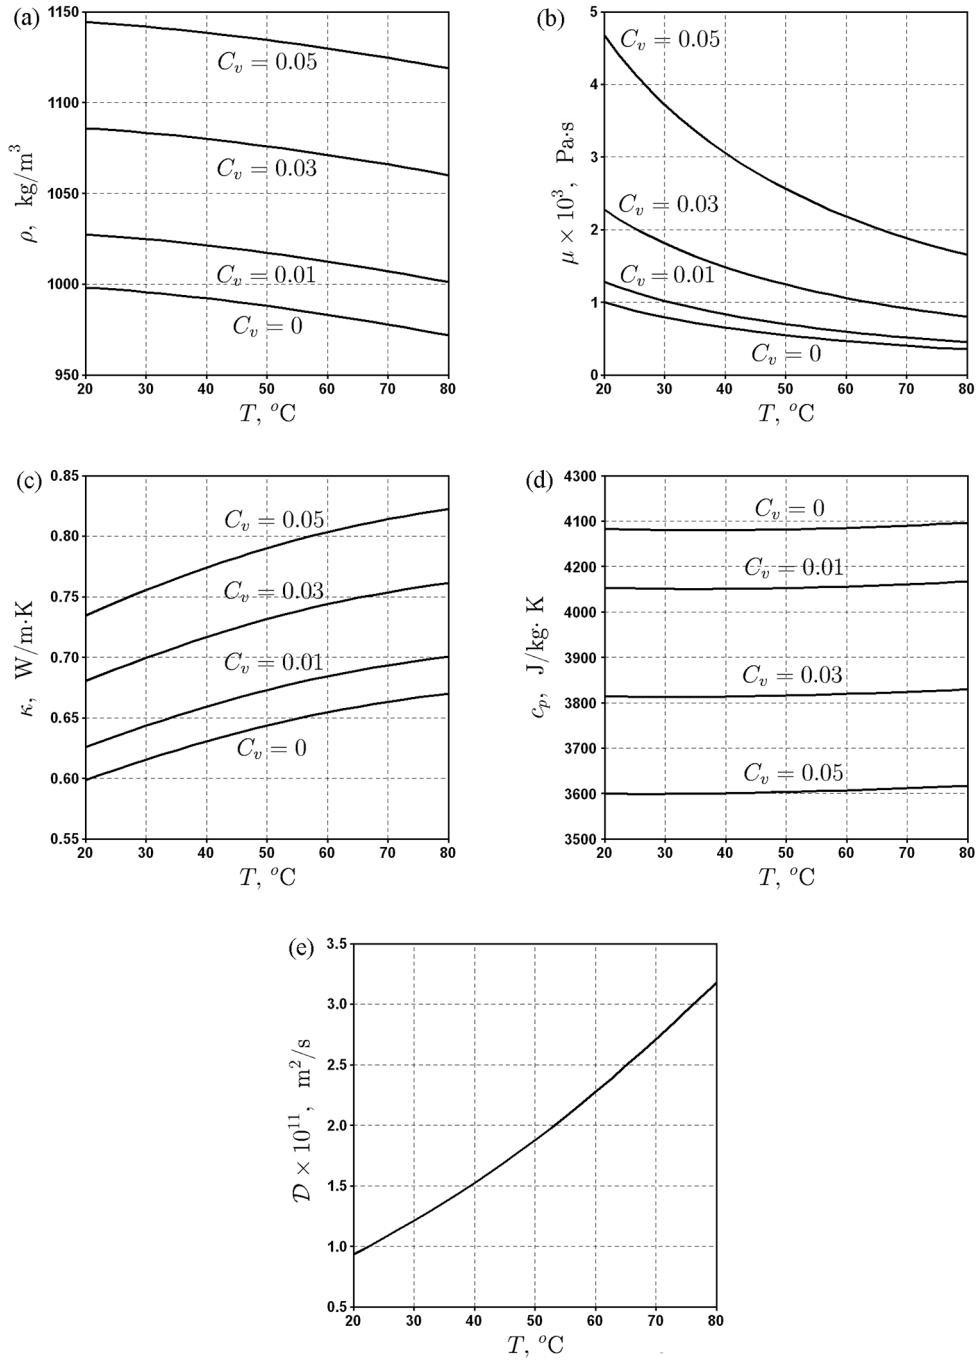 (a)
1150
1100
1050
1000
950
ρ, kg/m³
C_v = 0.05
C_v = 0.03
C_v = 0.01
C_v = 0
20 30 40 50 60 70 80
T, °C
(b)
5
4
3
2
1
0
μ × 10³, Pa·s
C_v = 0.05
C_v = 0.03
C_v = 0.01
C_v = 0
20 30 40 50 60 70 80
T, °C
(c)
0.85
0.80
0.75
0.70
0.65
0.60
0.55
κ, W/m·K
C_v = 0.05
C_v = 0.03
C_v = 0.01
C_v = 0
20 30 40 50 60 70 80
T, °C
(d)
4300
4100
4200
4000
3900
3800
3700
3600
3500
c_p, J/kg· K
C_v = 0
C_v = 0.01
C_v = 0.03
C_v = 0.05
20 30 40 50 60 70 80
T, °C
(e)
3.5
3.0
2.5
2.0
1.5
1.0
0.5
𝒟 × 10¹¹, m²/s
20 30 40 50 60 70 80
T, °C